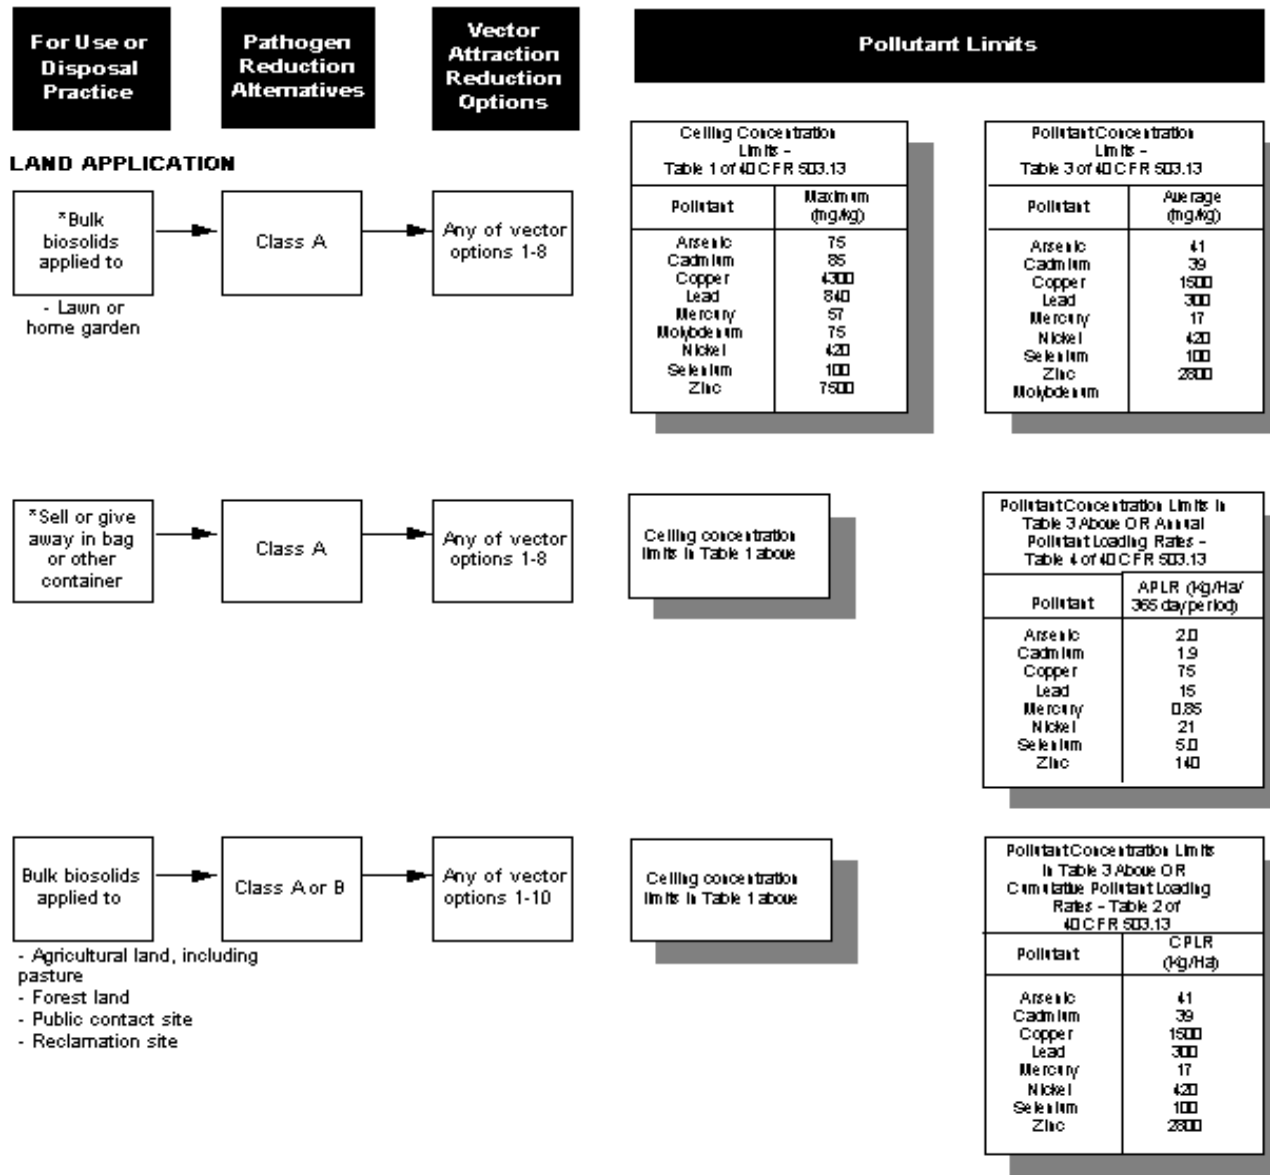 For Use or
Disposal
Practice
Pathogen
Reduction
Alternatives
Vector
Attraction
Reduction
Options
Pollutant Limits
LAND APPLICATION
*Bulk
biosolids
applied to
- Lawn or
home garden
Class A
Any of vector
options 1-8
Ceiling Concentration
Limits –
Table 1 of 40 CFR 503.13
Pollutant Maximum
(mg/kg)
Arsenic 75
Cadmium 85
Copper 4300
Lead 840
Mercury 57
Molybdenum 75
Nickel 420
Selenium 100
Zinc 7500
Pollutant Concentration
Limits –
Table 3 of 40 CFR 503.13
Pollutant Average
(mg/kg)
Arsenic 41
Cadmium 39
Copper 1500
Lead 300
Mercury 17
Nickel 420
Selenium 100
Zinc 2800
Molybdenum
*Sell or give
away in bag
or other
container
Class A
Any of vector
options 1-8
Ceiling concentration
limits in Table 1 above
Pollutant Concentration Limits in
Table 3 Above OR Annual
Pollutant Loading Rates –
Table 4 of 40 CFR 503.13
Pollutant APLR (Kg/Ha/
365 day period)
Arsenic 2.0
Cadmium 1.9
Copper 75
Lead 15
Mercury 0.85
Nickel 21
Selenium 5.0
Zinc 140
Bulk biosolids
applied to
- Agricultural land, including
pasture
- Forest land
- Public contact site
- Reclamation site
Class A or B
Any of vector
options 1-10
Ceiling concentration
limits in Table 1 above
Pollutant Concentration Limits
in Table 3 Above OR
Cumutative Pollutant Loading
Rates – Table 2 of
40 CFR 503.13
Pollutant CPLR
(Kg/Ha)
Arsenic 41
Cadmium 39
Copper 1500
Lead 300
Mercury 17
Nickel 420
Selenium 100
Zinc 2800